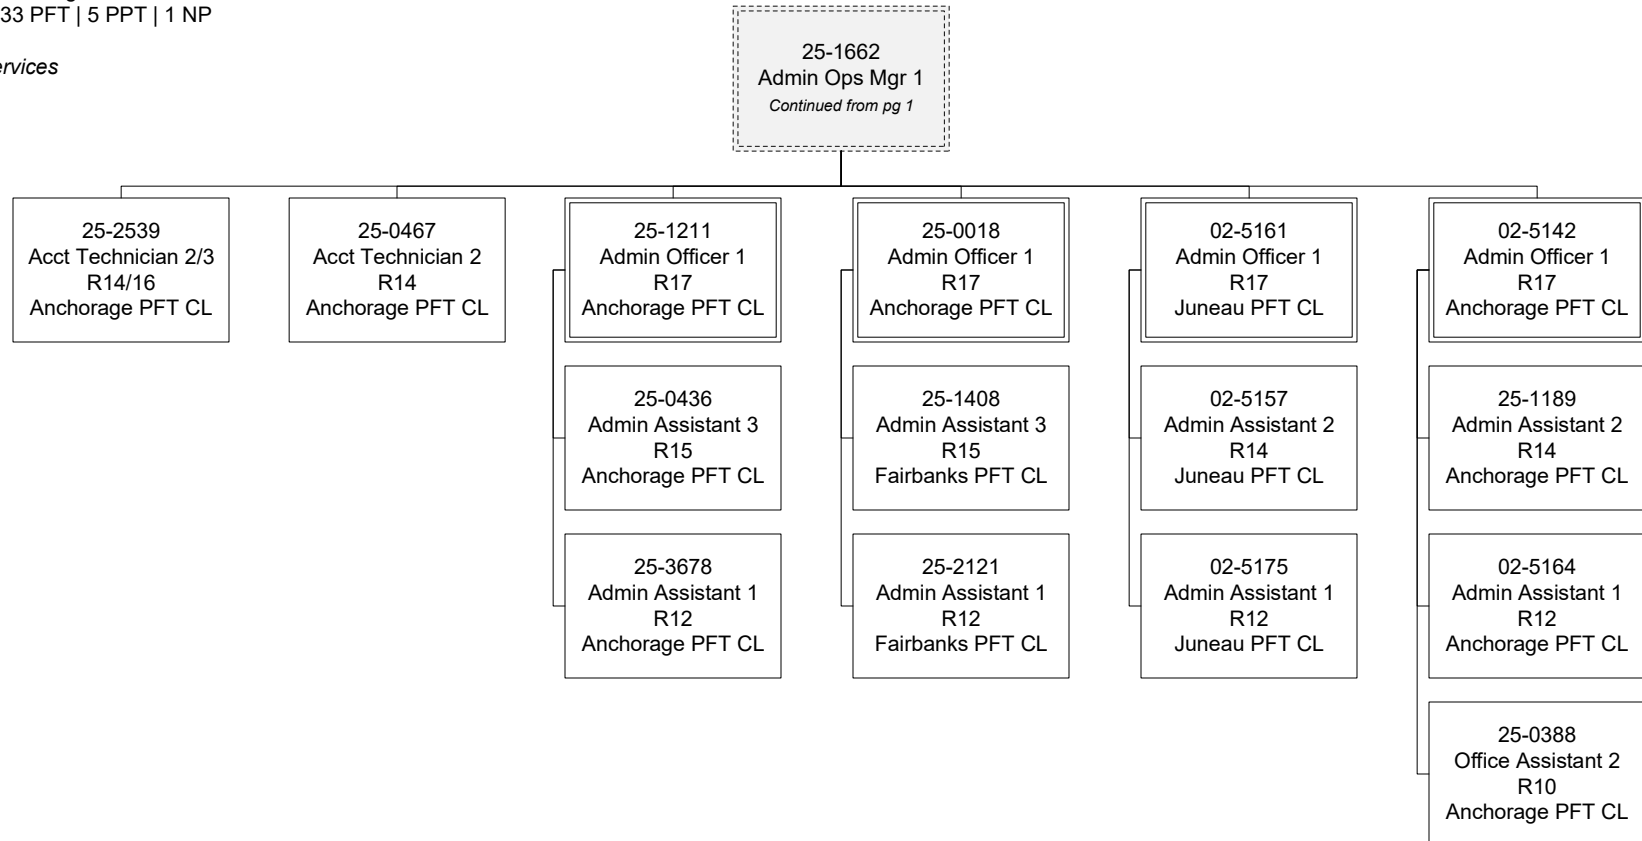 33 PFT | 5 PPT | 1 NP
25-1662
Admin Ops Mgr 1
Continued from pg 1
25-2539
Acct Technician 2/3
R14/16
Anchorage PFT CL
25-0467
Acct Technician 2
R14
Anchorage PFT CL
25-1211
Admin Officer 1
R17
Anchorage PFT CL
25-0436
Admin Assistant 3
R15
Anchorage PFT CL
25-3678
Admin Assistant 1
R12
Anchorage PFT CL
25-0018
Admin Officer 1
R17
Anchorage PFT CL
25-1408
Admin Assistant 3
R15
Fairbanks PFT CL
25-2121
Admin Assistant 1
R12
Fairbanks PFT CL
02-5161
Admin Officer 1
R17
Juneau PFT CL
02-5157
Admin Assistant 2
R14
Juneau PFT CL
02-5175
Admin Assistant 1
R12
Juneau PFT CL
02-5142
Admin Officer 1
R17
Anchorage PFT CL
25-1189
Admin Assistant 2
R14
Anchorage PFT CL
02-5164
Admin Assistant 1
R12
Anchorage PFT CL
25-0388
Office Assistant 2
R10
Anchorage PFT CL